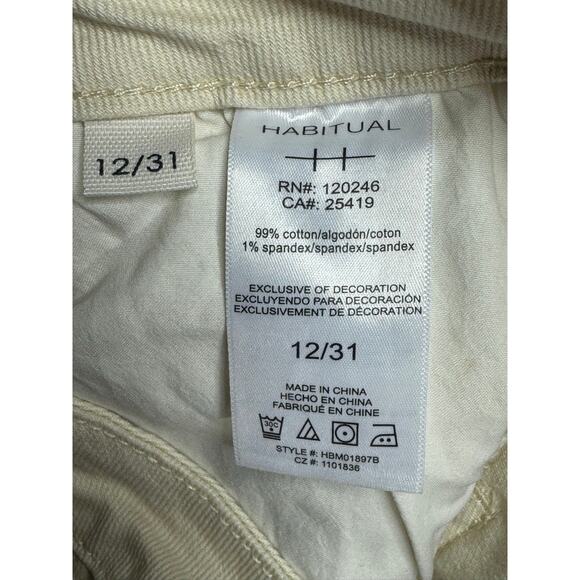 12/31
HABITUAL
RN#: 120246
CA#: 25419
99% cotton/algodón/coton
1% spandex/spandex/spandex
EXCLUSIVE OF DECORATION
EXCLUYENDO PARA DECORACIÓN
EXCLUSIVEMENT DE DÉCORATION
12/31
MADE IN CHINA
HECHO EN CHINA
FABRIQUÉ EN CHINE
30C
STYLE #: HBM01897B
CZ #: 1101836